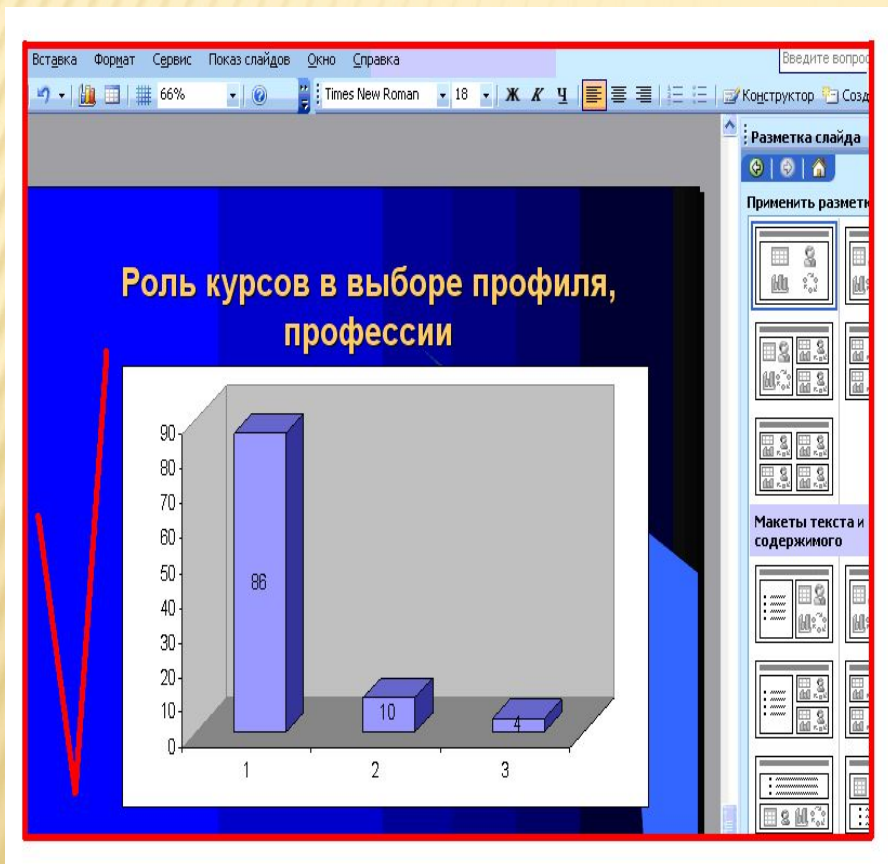 Вставка Формат Сервис Показ слайдов Окно Справка
Введите вопрос
66%
Times New Roman 18 Ж К Ч
Конструктор
Разметка слайда
Применить
Роль курсов в выборе профиля,
профессии
90
80
70
60
50
40
30
20
10
0
86
10
4
1 2 3
Макеты текста и
содержимого